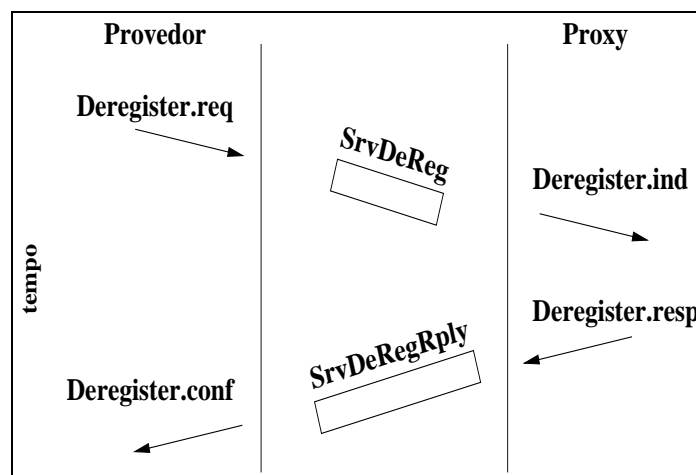 Provedor
Proxy
Deregister.req
SrvDeReg
Deregister.ind
tempo
Deregister.resp
SrvDeRegRply
Deregister.conf